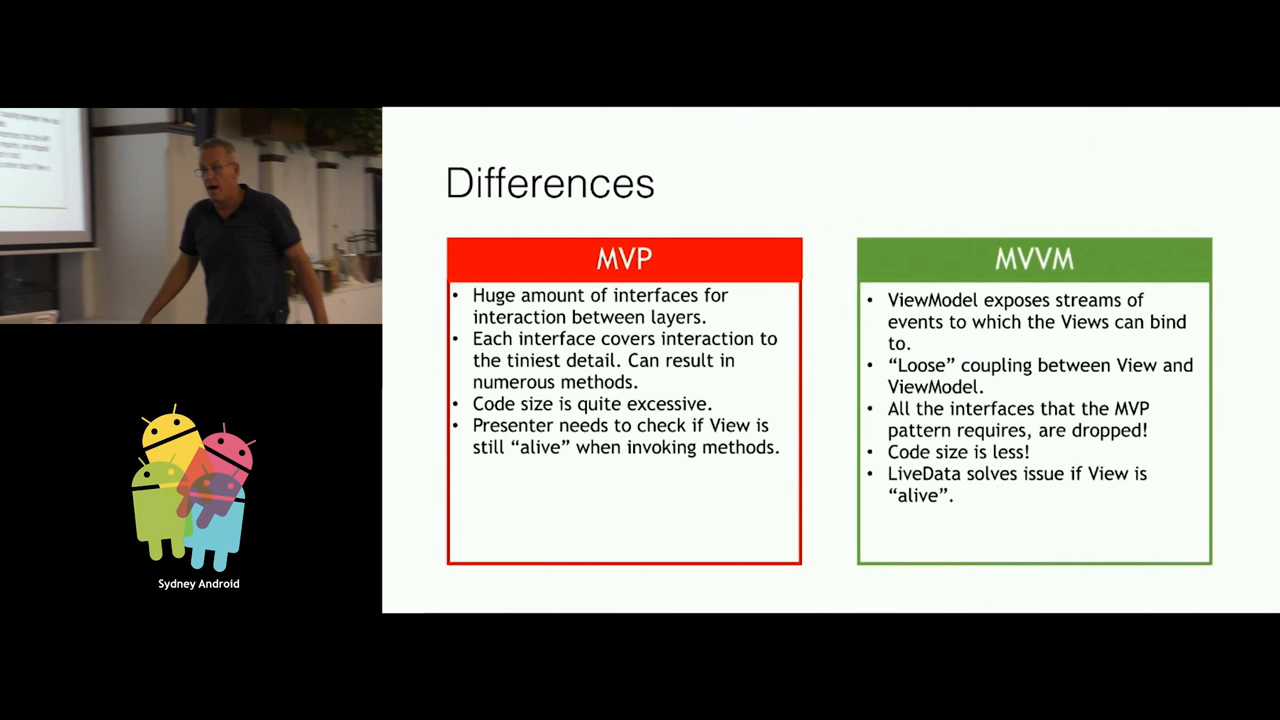 Differences
MVP
• Huge amount of interfaces for
interaction between layers.
• Each interface covers interaction to
the tiniest detail. Can result in
numerous methods.
• Code size is quite excessive.
• Presenter needs to check if View is
still “alive” when invoking methods.
MVVM
• ViewModel exposes streams of
events to which the Views can bind
to.
• “Loose” coupling between View and
ViewModel.
• All the interfaces that the MVP
pattern requires, are dropped!
• Code size is less!
• LiveData solves issue if View is
“alive”.
Sydney Android